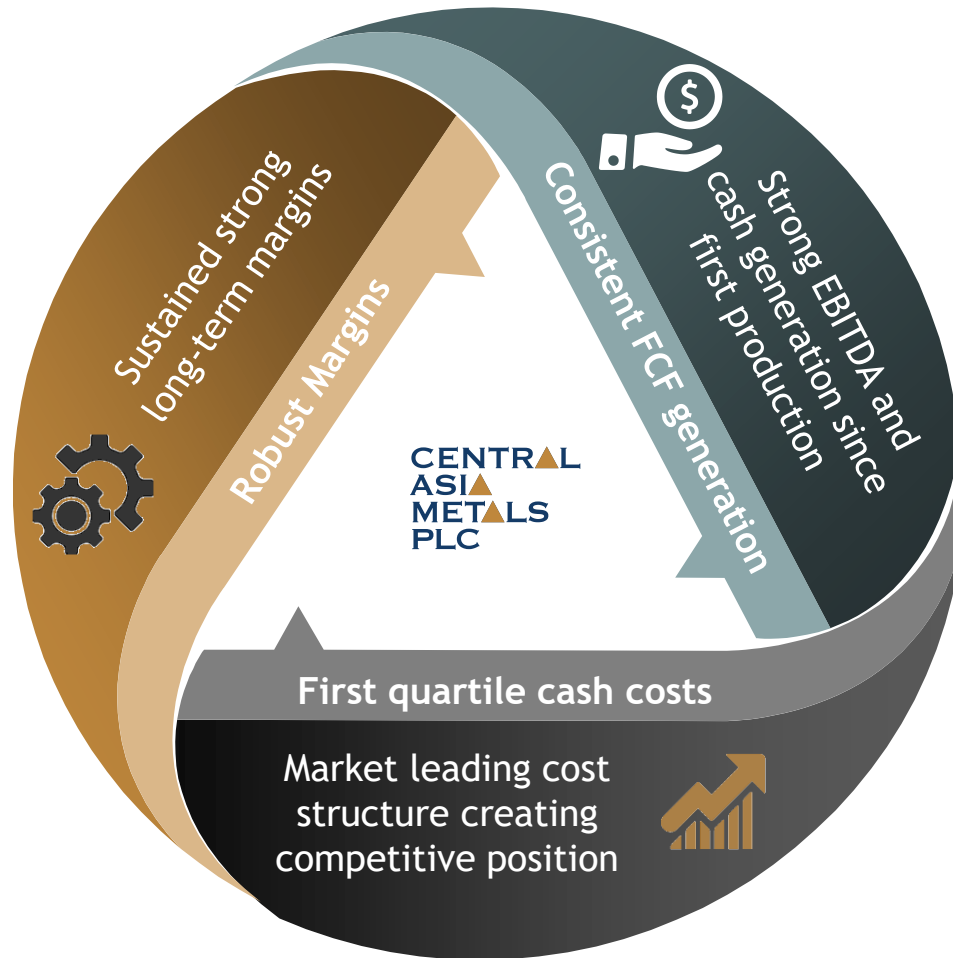 Sustained strong
long-term margins
Robust Margins
$
Strong EBITDA and
cash generation since
first production
Consistent FCF generation
CENTRAL
ASIA
METALS
PLC
First quartile cash costs
Market leading cost
structure creating
competitive position